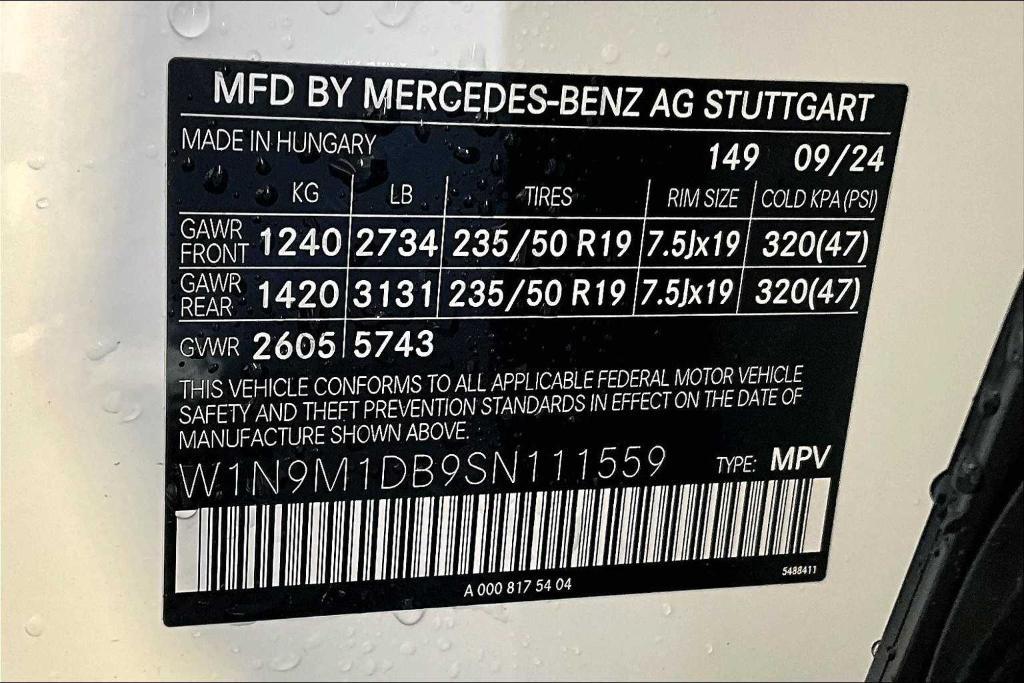 MFD BY MERCEDES-BENZ AG STUTTGART
MADE IN HUNGARY 149 09/24
KG LB TIRES RIM SIZE COLD KPA (PSI)
GAWR FRONT 1240 2734 235/50 R19 7.5Jx19 320(47)
GAWR REAR 1420 3131 235/50 R19 7.5Jx19 320(47)
GVWR 2605 5743
THIS VEHICLE CONFORMS TO ALL APPLICABLE FEDERAL MOTOR VEHICLE
SAFETY AND THEFT PREVENTION STANDARDS IN EFFECT ON THE DATE OF
MANUFACTURE SHOWN ABOVE.
W1N9M1DB9SN111559 TYPE: MPV
A 000 817 54 04 5488411